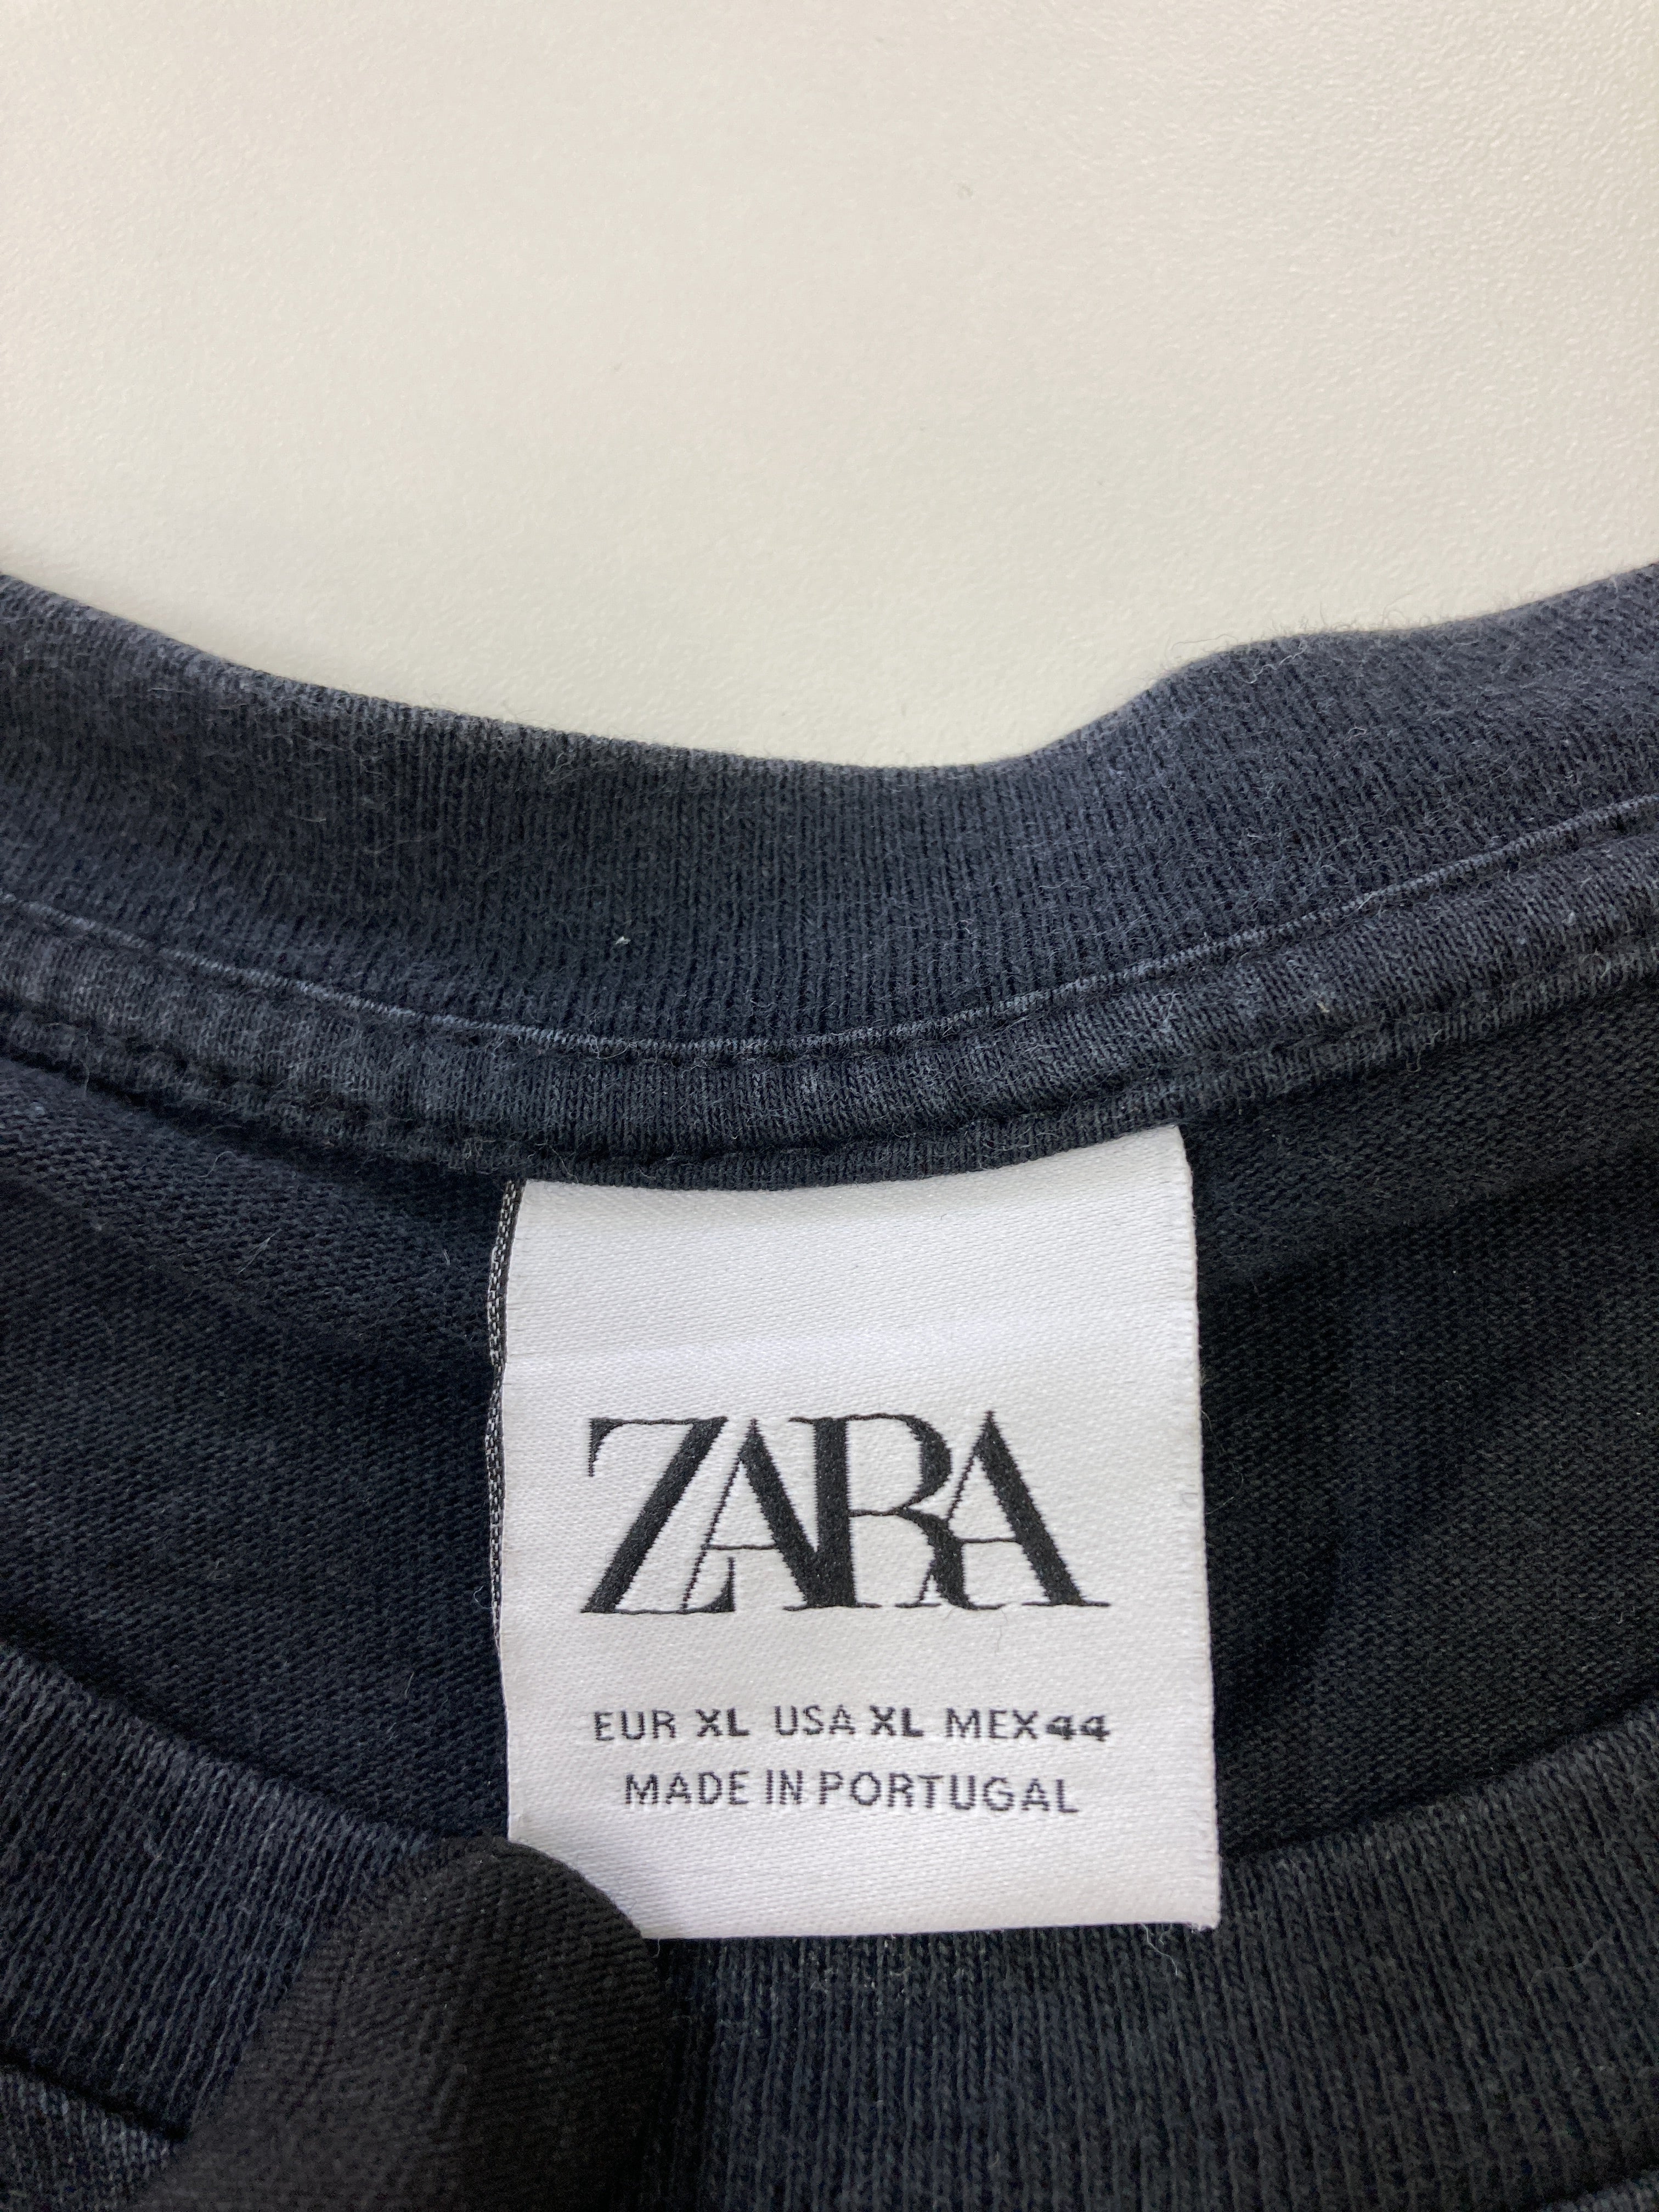 ZARA
EUR XL USA XL MEX 44
MADE IN PORTUGAL